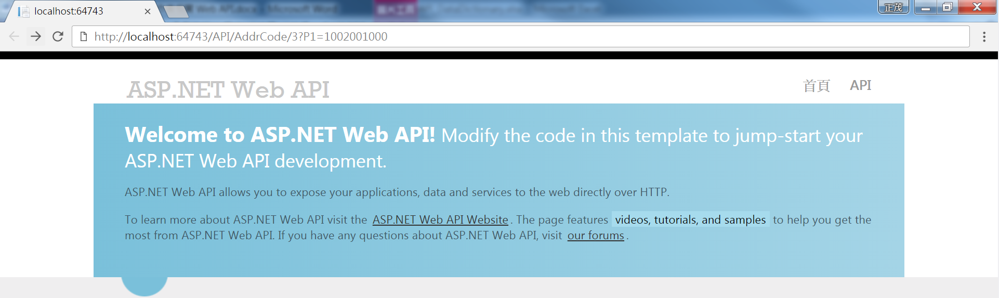 localhost:64743
正茂
http://localhost:64743/API/AddrCode/3?P1=1002001000
ASP.NET Web API
首頁 API
Welcome to ASP.NET Web API! Modify the code in this template to jump-start your
ASP.NET Web API development.
ASP.NET Web API allows you to expose your applications, data and services to the web directly over HTTP.
To learn more about ASP.NET Web API visit the ASP.NET Web API Website. The page features videos, tutorials, and samples to help you get the
most from ASP.NET Web API. If you have any questions about ASP.NET Web API, visit our forums.